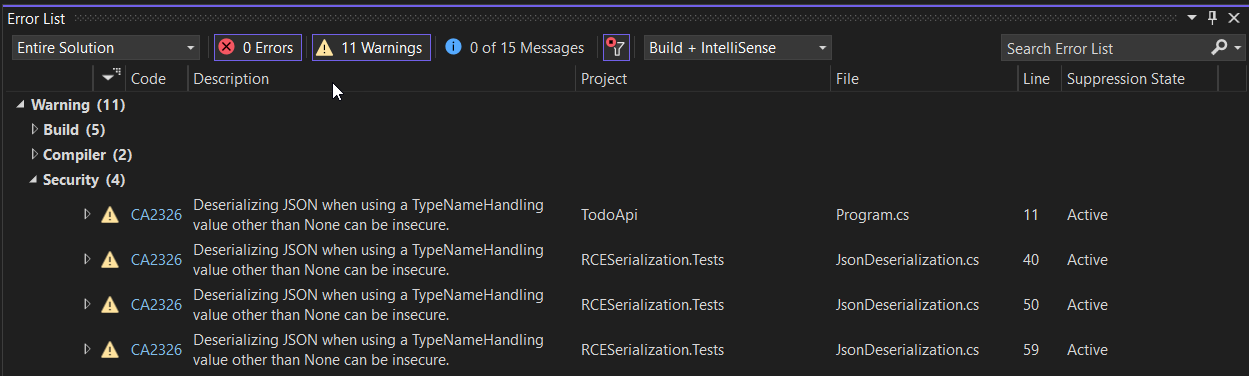 Error List
Entire Solution 0 Errors 11 Warnings 0 of 15 Messages Build + IntelliSense Search Error List
Code Description Project File Line Suppression State
Warning (11)
Build (5)
Compiler (2)
Security (4)
CA2326 Deserializing JSON when using a TypeNameHandling value other than None can be insecure. TodoApi Program.cs 11 Active
CA2326 Deserializing JSON when using a TypeNameHandling value other than None can be insecure. RCESerialization.Tests JsonDeserialization.cs 40 Active
CA2326 Deserializing JSON when using a TypeNameHandling value other than None can be insecure. RCESerialization.Tests JsonDeserialization.cs 50 Active
CA2326 Deserializing JSON when using a TypeNameHandling value other than None can be insecure. RCESerialization.Tests JsonDeserialization.cs 59 Active